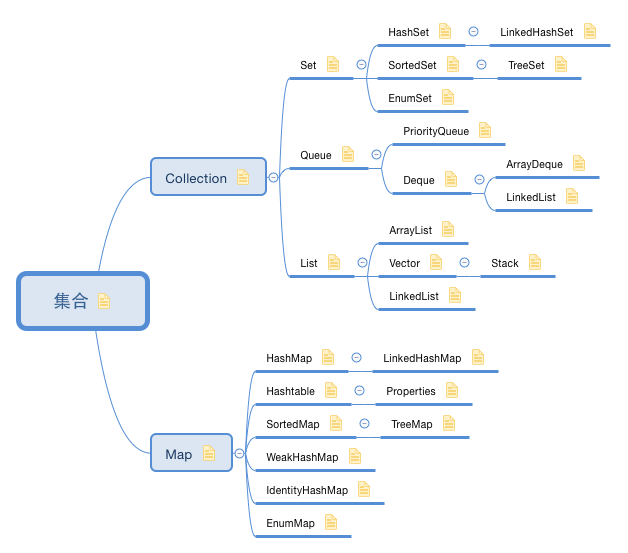 集合
Collection
Set
HashSet
LinkedHashSet
SortedSet
TreeSet
EnumSet
Queue
PriorityQueue
Deque
ArrayDeque
LinkedList
List
ArrayList
Vector
Stack
LinkedList
Map
HashMap
LinkedHashMap
Hashtable
Properties
SortedMap
TreeMap
WeakHashMap
IdentityHashMap
EnumMap